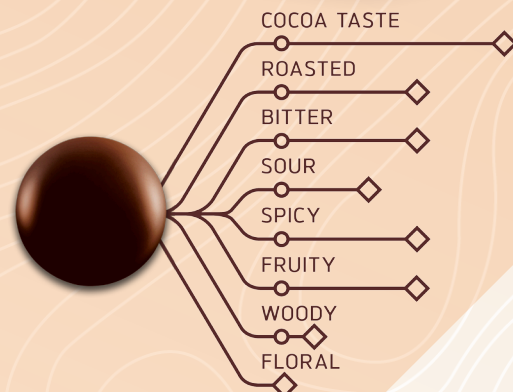 COCOA TASTE
ROASTED
BITTER
SOUR
SPICY
FRUITY
WOODY
FLORAL